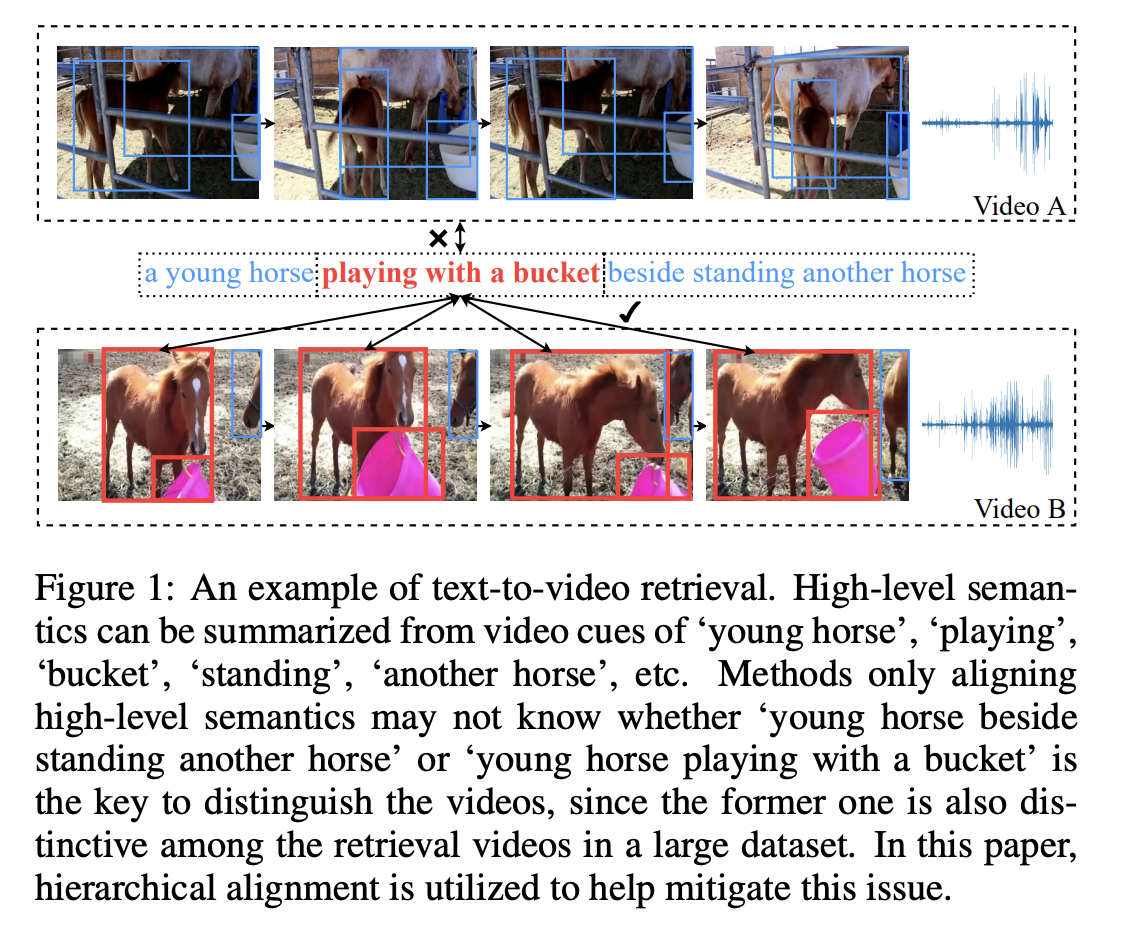 Video A
a young horse playing with a bucket beside standing another horse
Video B
Figure 1: An example of text-to-video retrieval. High-level seman-
tics can be summarized from video cues of ‘young horse’, ‘playing’,
‘bucket’, ‘standing’, ‘another horse’, etc. Methods only aligning
high-level semantics may not know whether ‘young horse beside
standing another horse’ or ‘young horse playing with a bucket’ is
the key to distinguish the videos, since the former one is also dis-
tinctive among the retrieval videos in a large dataset. In this paper,
hierarchical alignment is utilized to help mitigate this issue.